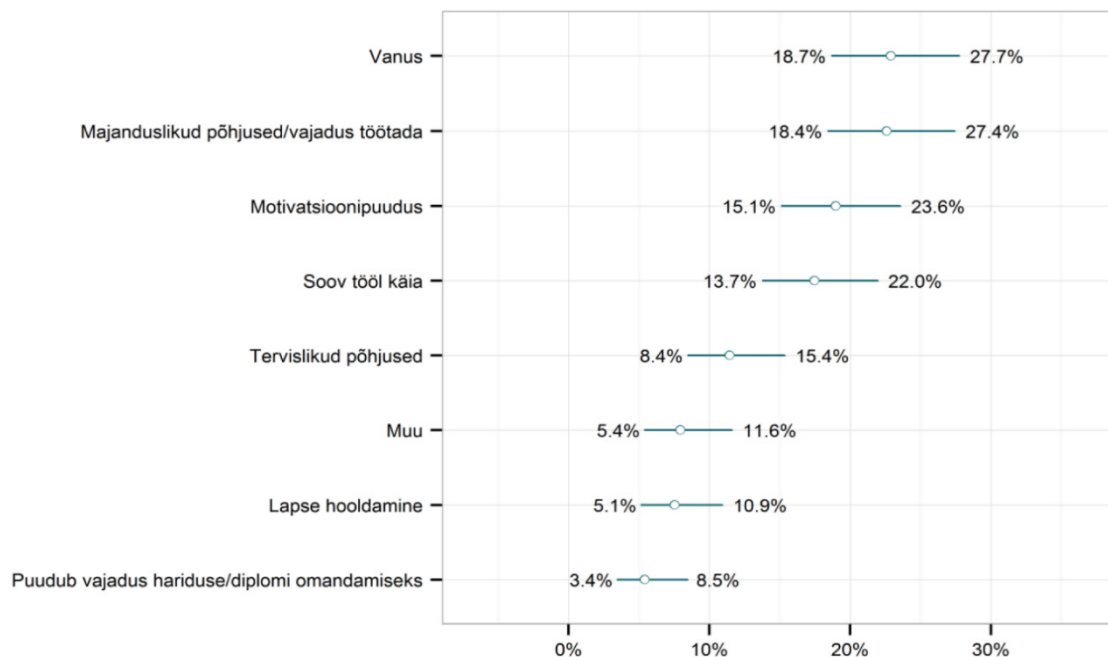 Vanus 18.7% 27.7%
Majanduslikud põhjused/vajadus töötada 18.4% 27.4%
Motivatsioonipuudus 15.1% 23.6%
Soov tööl käia 13.7% 22.0%
Tervislikud põhjused 8.4% 15.4%
Muu 5.4% 11.6%
Lapse hooldamine 5.1% 10.9%
Puudub vajadus hariduse/diplomi omandamiseks 3.4% 8.5%
0% 10% 20% 30%